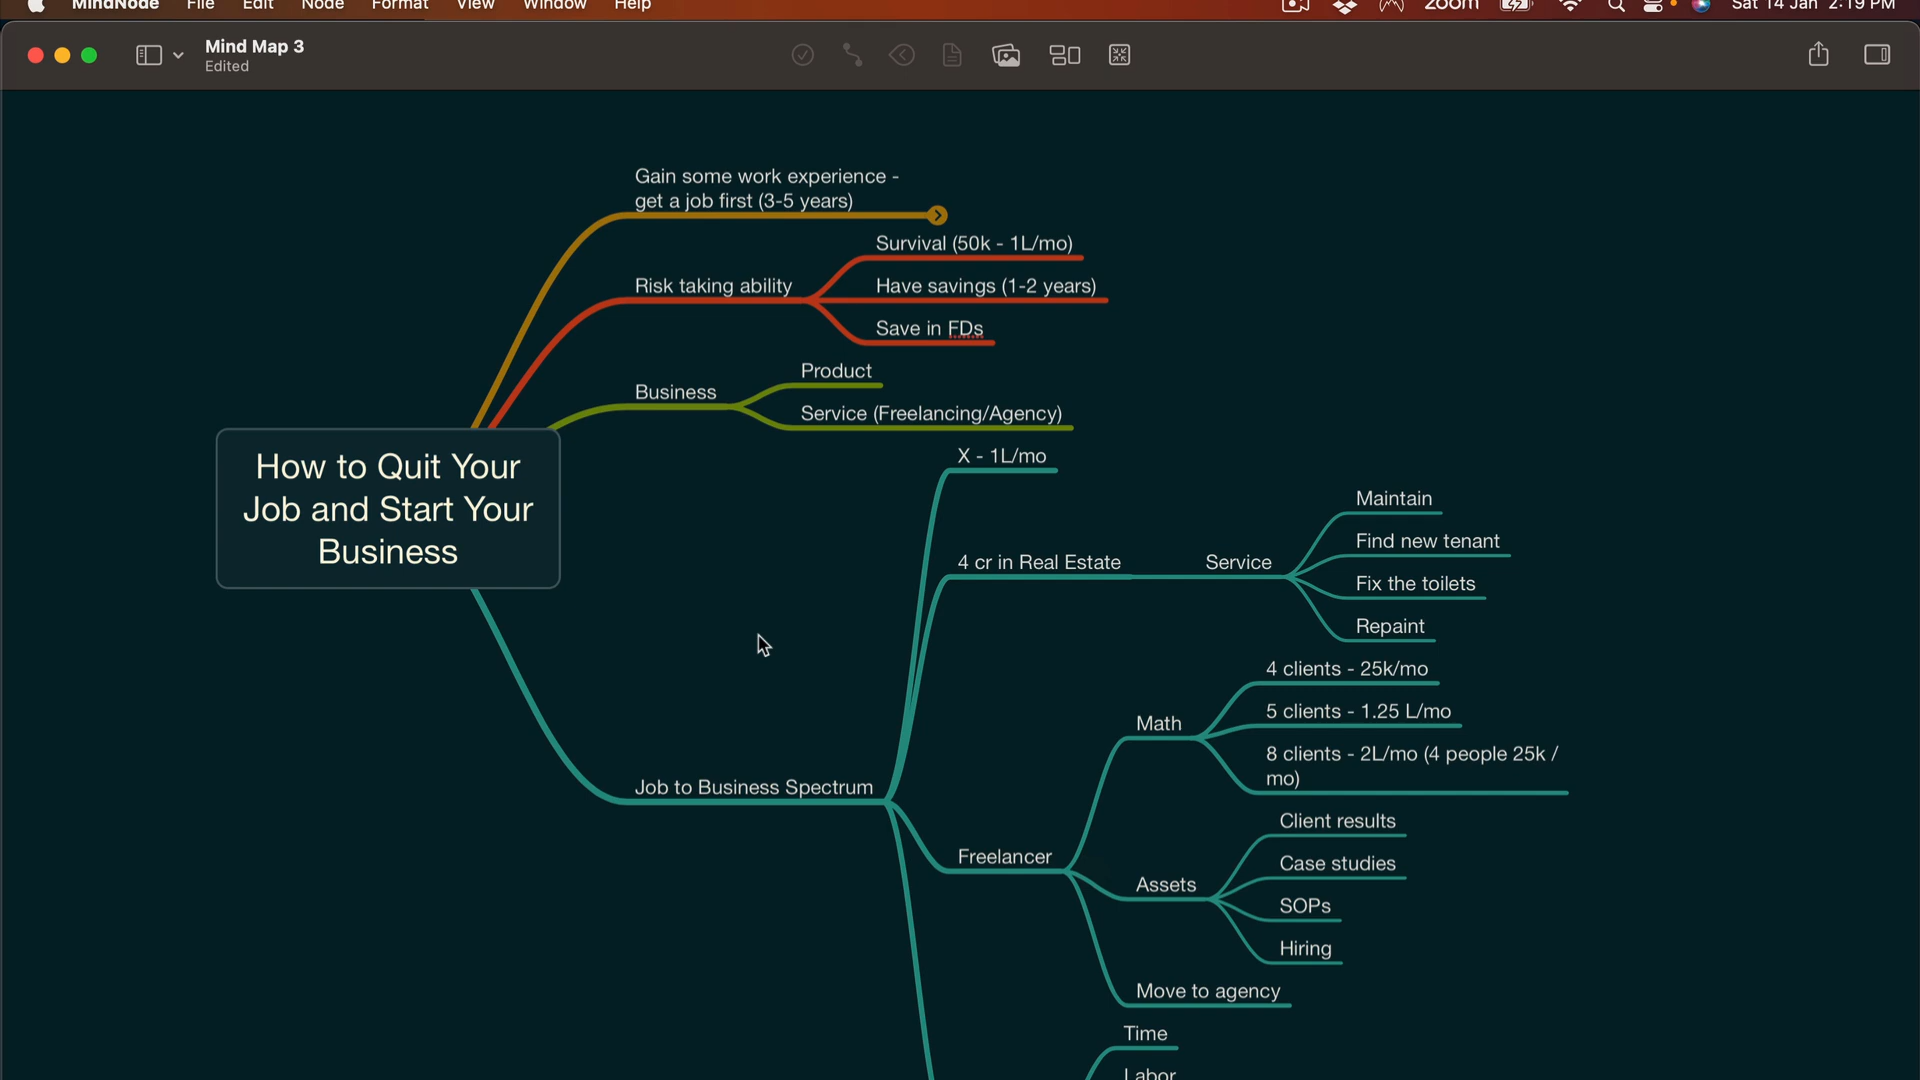 MindNode File Edit Node Format View Window Help zoom Sat 14 Jan 2:19 PM
Mind Map 3
Edited
Gain some work experience -
get a job first (3-5 years)
Survival (50k - 1L/mo)
Risk taking ability
Have savings (1-2 years)
Save in FDs
Business
Product
Service (Freelancing/Agency)
How to Quit Your
Job and Start Your
Business
Job to Business Spectrum
X - 1L/mo
4 cr in Real Estate
Service
Maintain
Find new tenant
Fix the toilets
Repaint
Freelancer
Math
4 clients - 25k/mo
5 clients - 1.25 L/mo
8 clients - 2L/mo (4 people 25k /
mo)
Assets
Client results
Case studies
SOPs
Hiring
Move to agency
Time
Labor